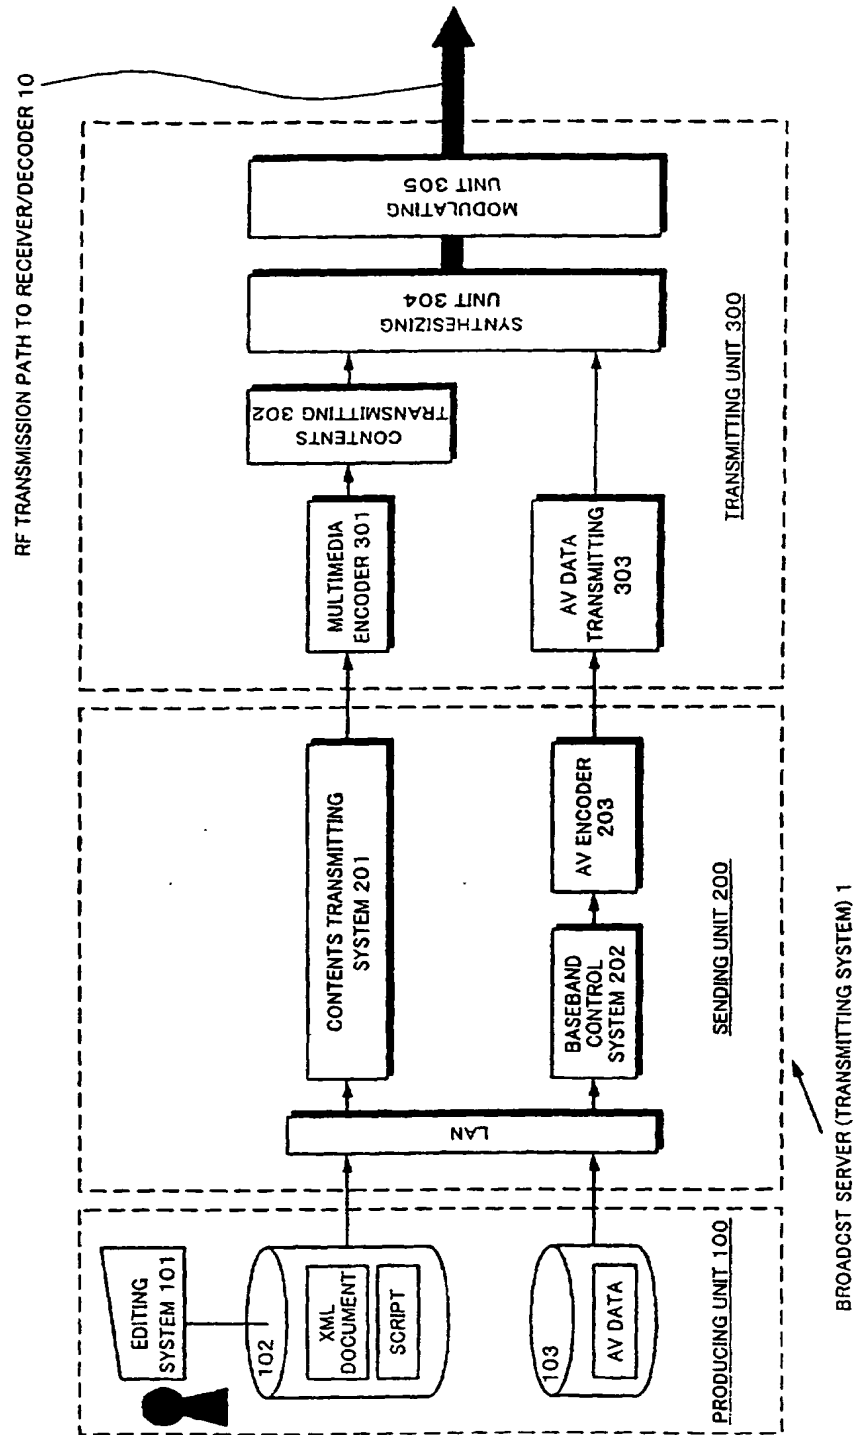 RF TRANSMISSION PATH TO RECEIVER/DECODER 10
EDITING
SYSTEM 101
102
XML
DOCUMENT
SCRIPT
103
AV DATA
PRODUCING UNIT 100
LAN
CONTENTS TRANSMITTING
SYSTEM 201
BASEBAND
CONTROL
SYSTEM 202
AV ENCODER
203
SENDING UNIT 200
MULTIMEDIA
ENCODER 301
CONTENTS
TRANSMITTING 302
AV DATA
TRANSMITTING
303
SYNTHESIZING
UNIT 304
MODULATING
UNIT 305
TRANSMITTING UNIT 300
BROADCST SERVER (TRANSMITTING SYSTEM) 1